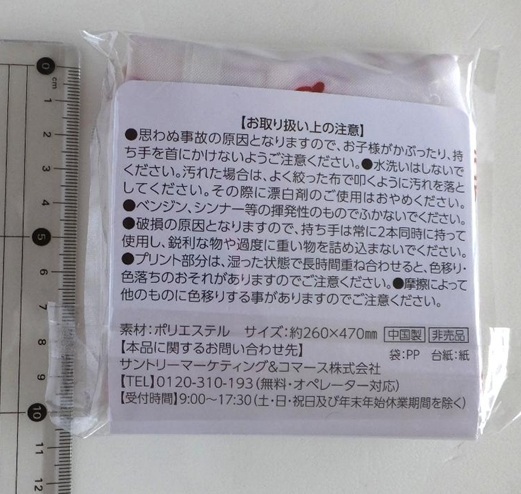 【お取り扱い上の注意】
●思わぬ事故の原因となりますので、お子様がかぶったり、持
ち手を首にかけないようご注意ください。●水洗いはしないで
ください。汚れた場合は、よく絞った布で叩くように汚れを落と
してください。その際に漂白剤のご使用はおやめください。
●ベンジン、シンナー等の揮発性のものでふかないでください。
●破損の原因となりますので、持ち手は常に2本同時に持って
使用し、鋭利な物や過度に重い物を詰め込まないでください。
●プリント部分は、湿った状態で長時間重ね合わせると、色移り・
色落ちのおそれがありますのでご注意ください。●摩擦によって
他のものに色移りする事がありますのでご注意ください。
素材:ポリエステル サイズ:約260×470㎜ 中国製 非売品
【本品に関するお問い合わせ先】 袋:PP 台紙:紙
サントリーマーケティング&コマース株式会社
【TEL】0120-310-193(無料・オペレーター対応)
【受付時間】9:00〜17:30(土・日・祝日及び年末年始休業期間を除く)
0
cm
1
2
3
4
5
6
7
8
9
10
11
12